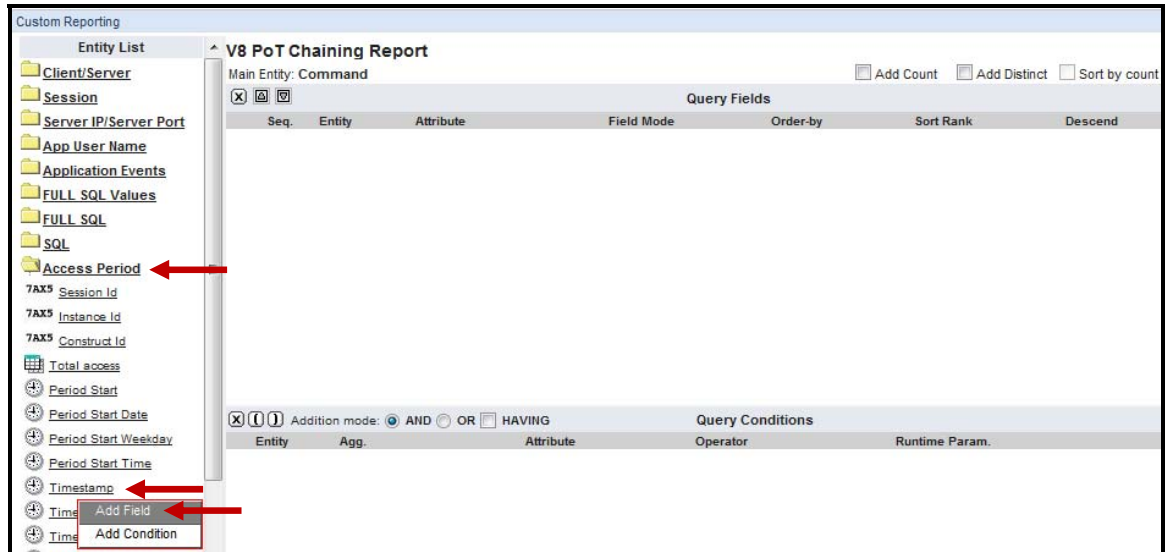 Custom Reporting
Entity List
Client/Server
Session
Server IP/Server Port
App User Name
Application Events
FULL SQL Values
FULL SQL
SQL
Access Period
7AX5 Session Id
7AX5 Instance Id
7AX5 Construct Id
Total access
Period Start
Period Start Date
Period Start Weekday
Period Start Time
Timestamp
Time
Time
Add Field
Add Condition
V8 PoT Chaining Report
Main Entity: Command
Add Count Add Distinct Sort by count
X Query Fields
Seq. Entity Attribute Field Mode Order-by Sort Rank Descend
X ( ) Addition mode: AND OR HAVING Query Conditions
Entity Agg. Attribute Operator Runtime Param.